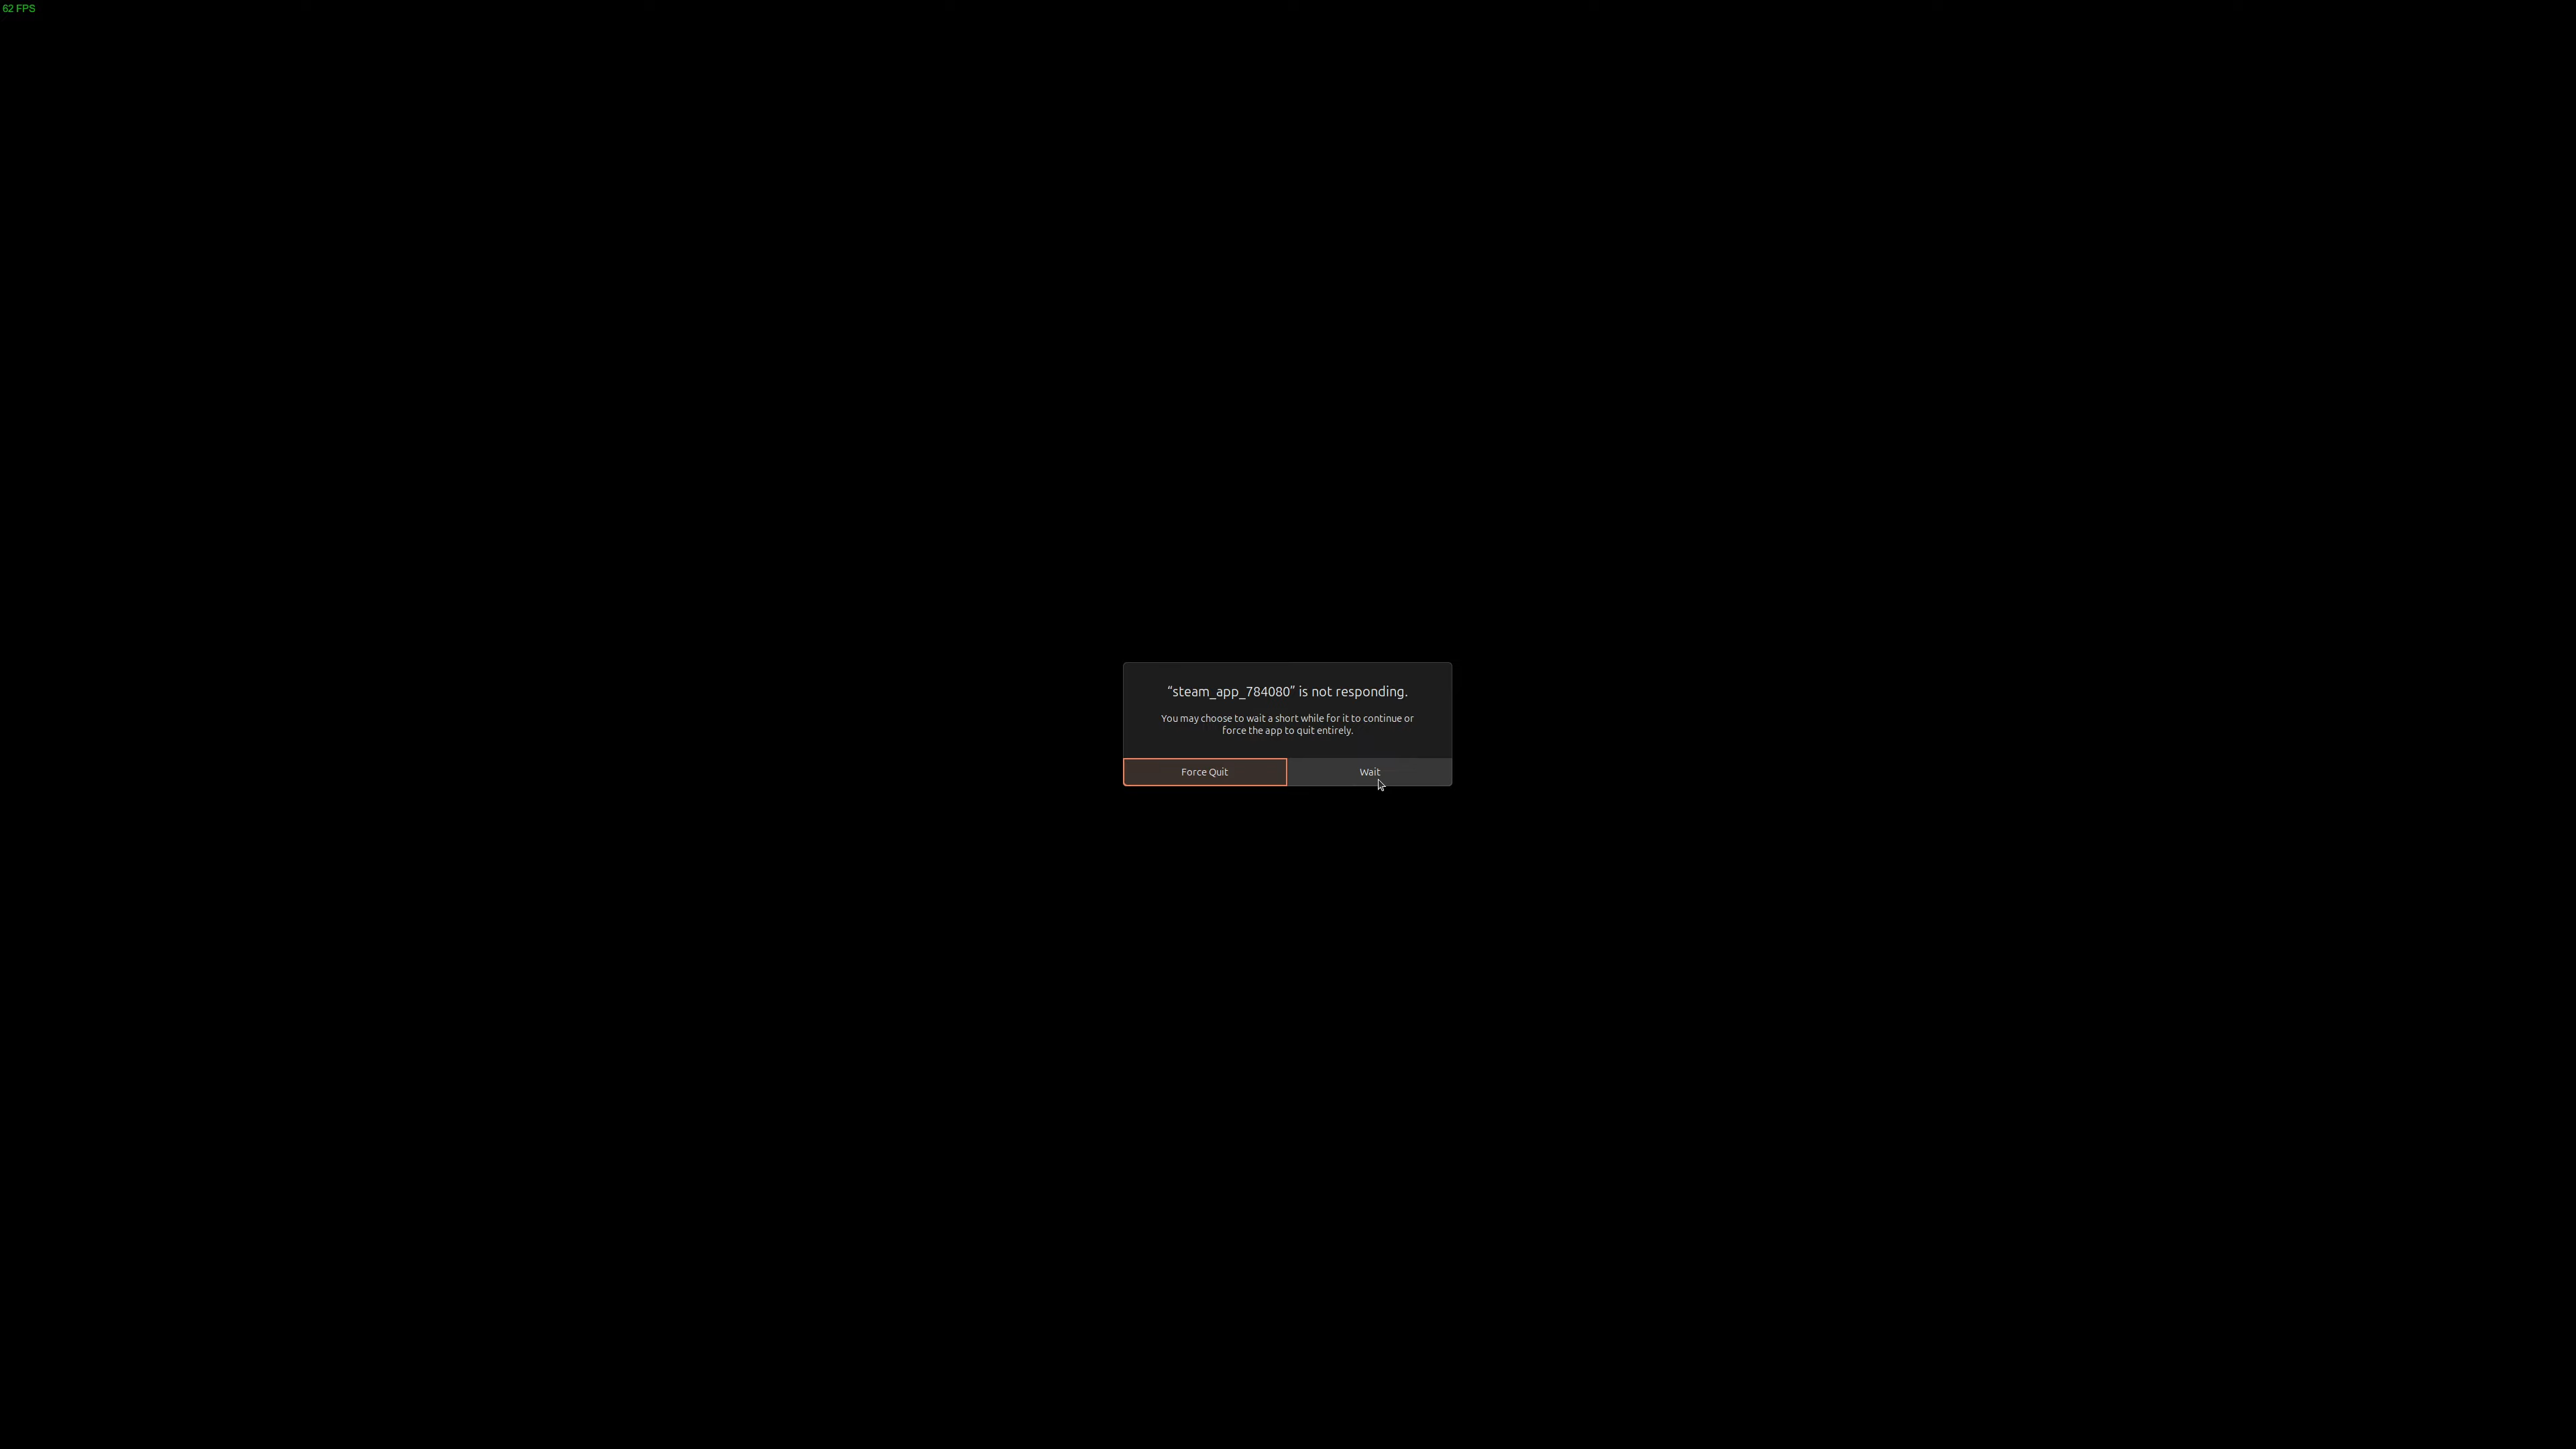 62 FPS
“steam_app_784080” is not responding.
You may choose to wait a short while for it to continue or
force the app to quit entirely.
Force Quit
Wait